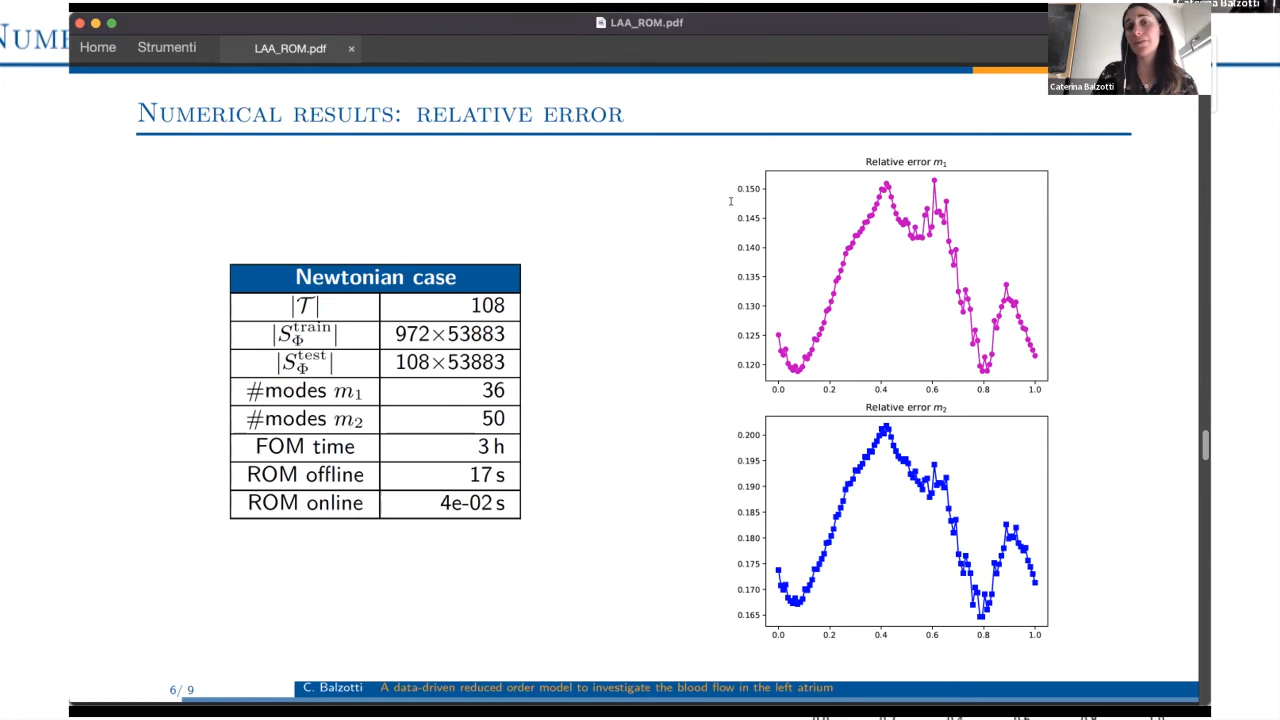 Caterina Balzotti
LAA_ROM.pdf
Home Strumenti LAA_ROM.pdf ×
Caterina Balzotti
NUMERICAL RESULTS: RELATIVE ERROR
Newtonian case
|𝒯| 108
|S_Φ^train| 972×53883
|S_Φ^test| 108×53883
#modes m₁ 36
#modes m₂ 50
FOM time 3 h
ROM offline 17 s
ROM online 4e-02 s
Relative error m₁
0.150
0.145
0.140
0.135
0.130
0.125
0.120
0.0 0.2 0.4 0.6 0.8 1.0
Relative error m₂
0.200
0.195
0.190
0.185
0.180
0.175
0.170
0.165
0.0 0.2 0.4 0.6 0.8 1.0
6/ 9
C. Balzotti A data-driven reduced order model to investigate the blood flow in the left atrium